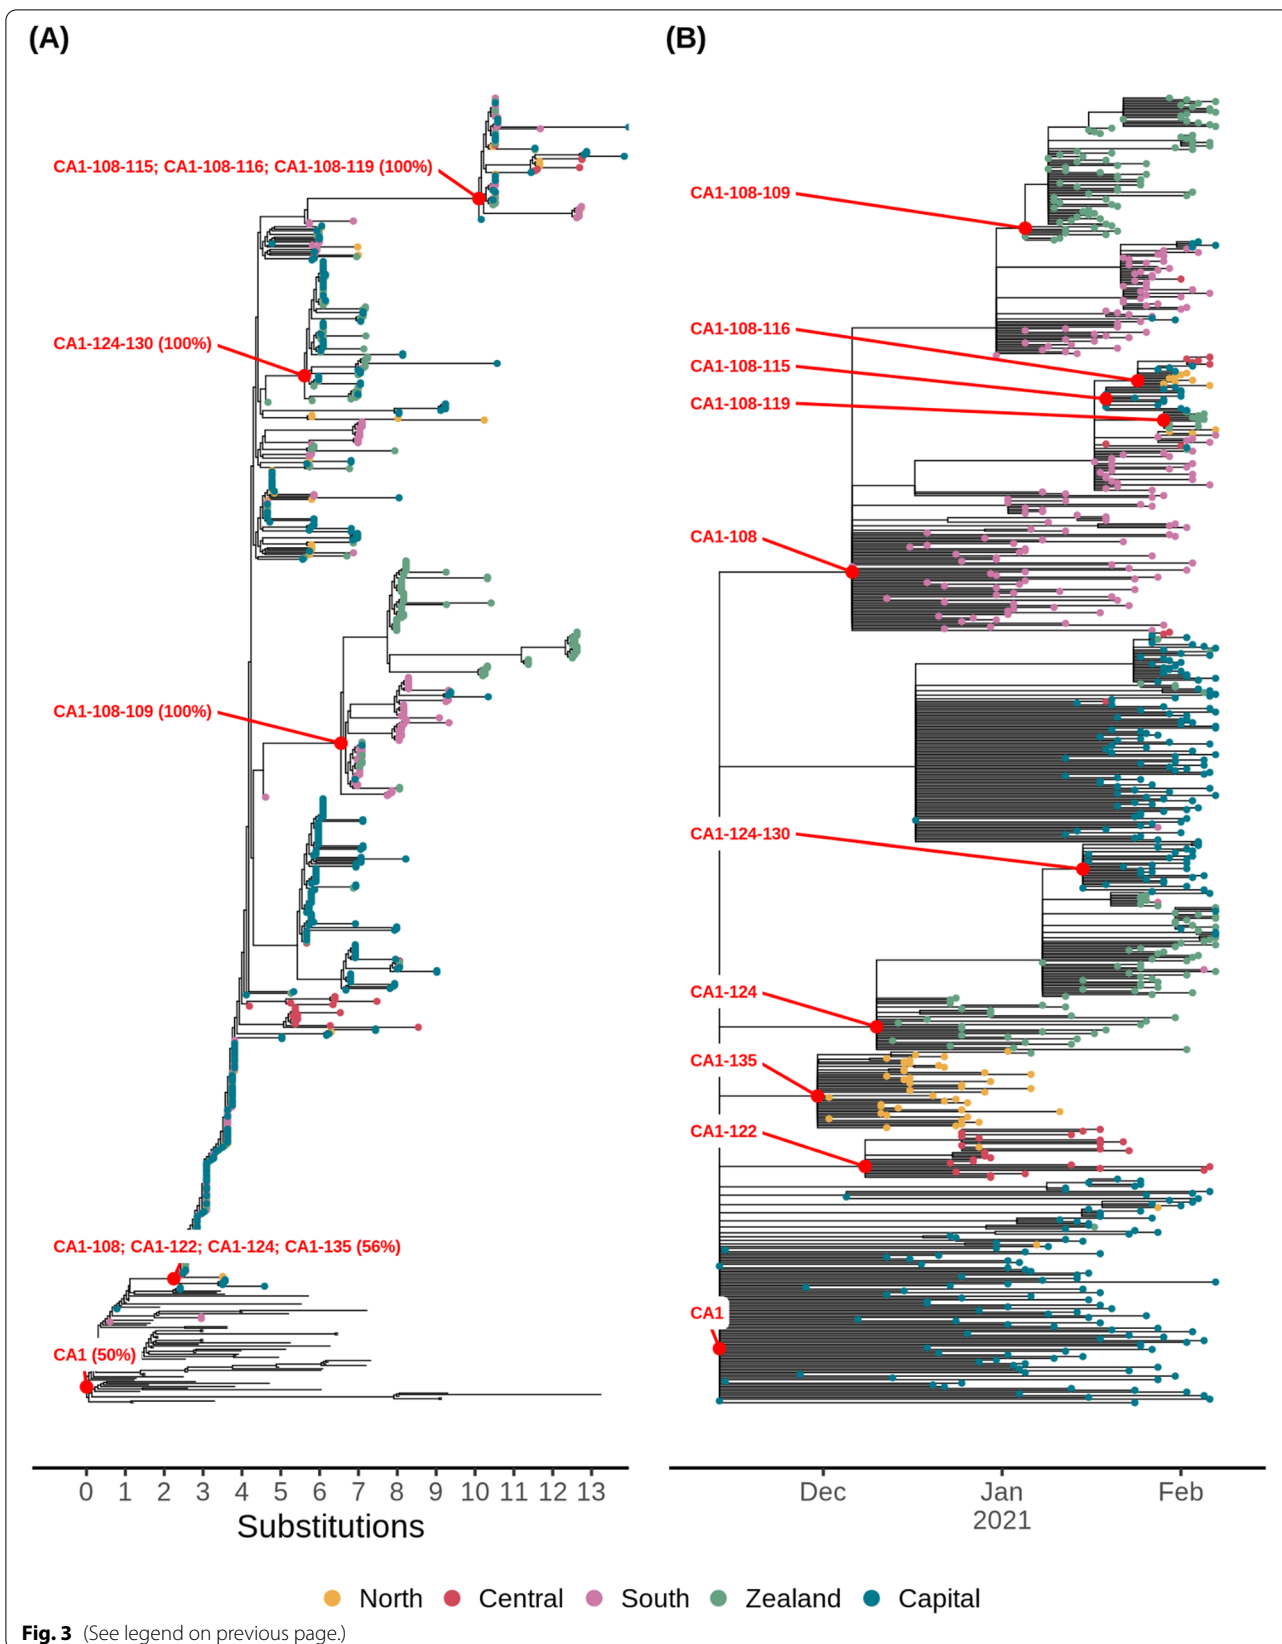 (A)
CA1-108-115; CA1-108-116; CA1-108-119 (100%)
CA1-124-130 (100%)
CA1-108-109 (100%)
CA1-108; CA1-122; CA1-124; CA1-135 (56%)
CA1 (50%)
0 1 2 3 4 5 6 7 8 9 10 11 12 13
Substitutions
(B)
CA1-108-109
CA1-108-116
CA1-108-115
CA1-108-119
CA1-108
CA1-124-130
CA1-124
CA1-135
CA1-122
CA1
Dec Jan Feb
2021
North Central South Zealand Capital
Fig. 3 (See legend on previous page.)